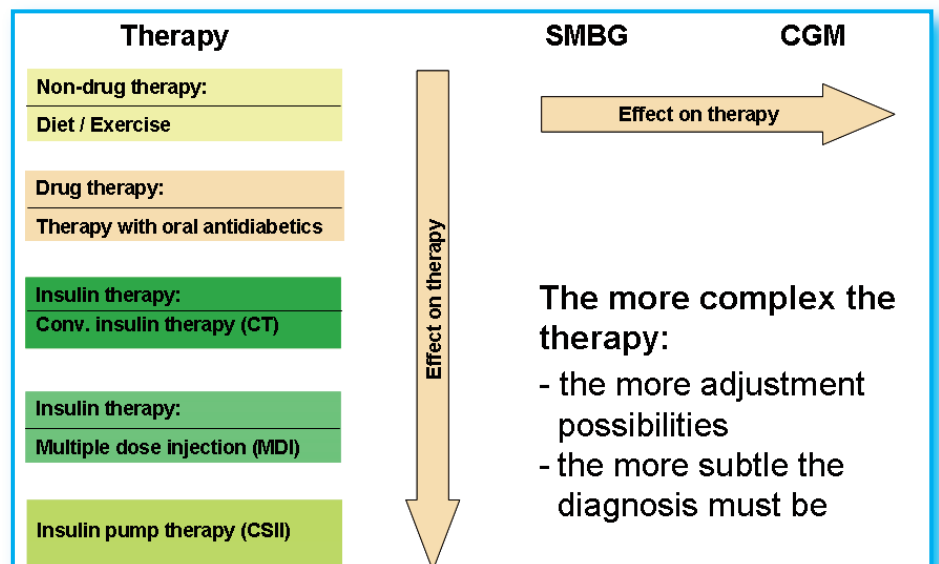 Therapy
SMBG
CGM
Non-drug therapy:
Diet / Exercise
Effect on therapy
Drug therapy:
Therapy with oral antidiabetics
Effect on therapy
Insulin therapy:
Conv. insulin therapy (CT)
Insulin therapy:
Multiple dose injection (MDI)
Insulin pump therapy (CSII)
The more complex the
therapy:
- the more adjustment
possibilities
- the more subtle the
diagnosis must be